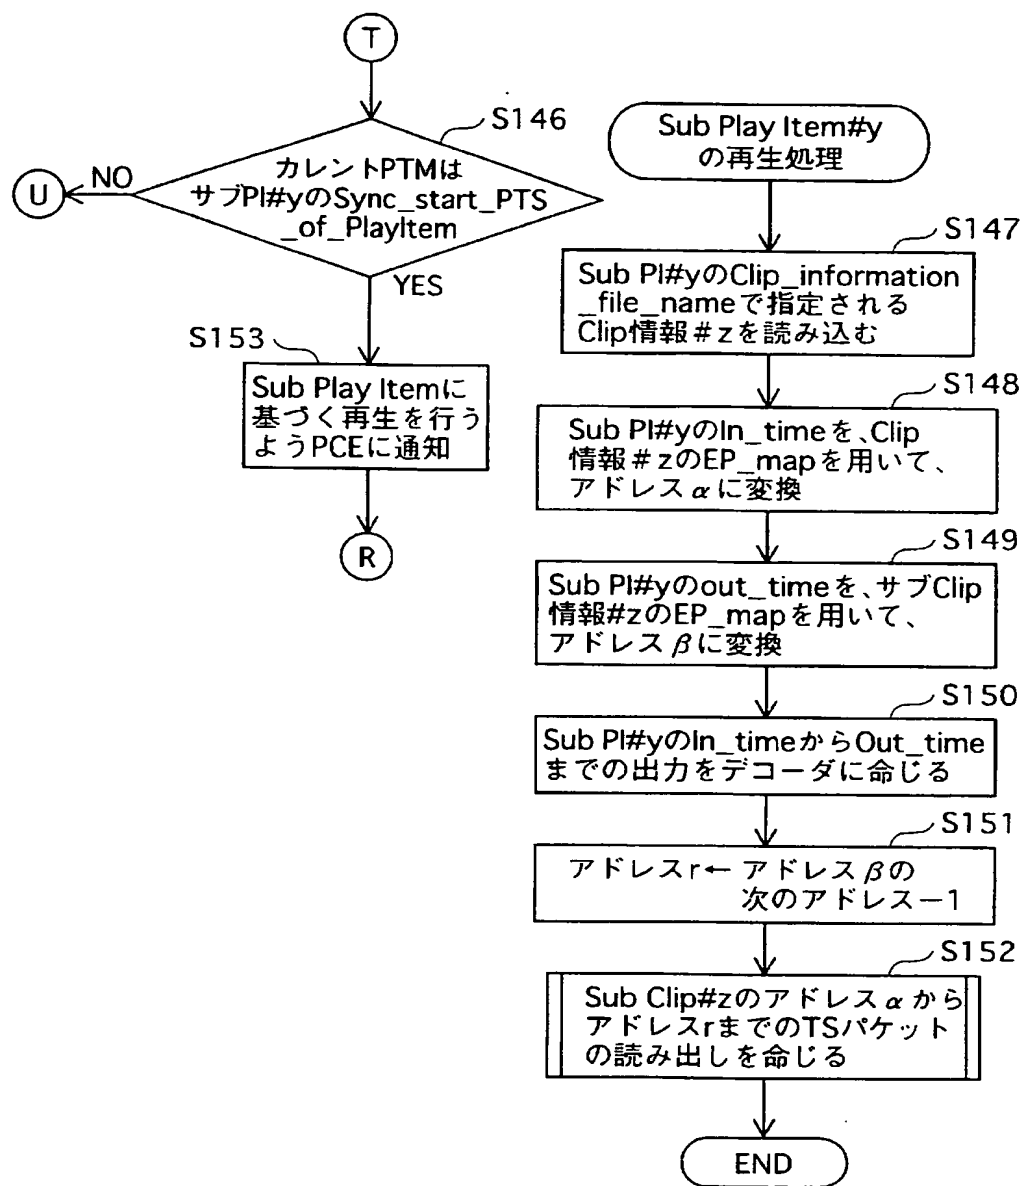 T
S146
カレントPTMは
サブPI#yのSync_start_PTS
_of_PlayItem
NO
U
YES
S153
Sub Play Itemに
基づく再生を行う
ようPCEに通知
R
Sub Play Item#y
の再生処理
S147
Sub PI#yのClip_information
_file_nameで指定される
Clip情報#zを読み込む
S148
Sub PI#yのIn_timeを、Clip
情報#zのEP_mapを用いて、
アドレスαに変換
S149
Sub PI#yのout_timeを、サブClip
情報#zのEP_mapを用いて、
アドレスβに変換
S150
Sub PI#yのIn_timeからOut_time
までの出力をデコーダに命じる
S151
アドレスr←アドレスβの
次のアドレス−1
S152
Sub Clip#zのアドレスαから
アドレスrまでのTSパケット
の読み出しを命じる
END